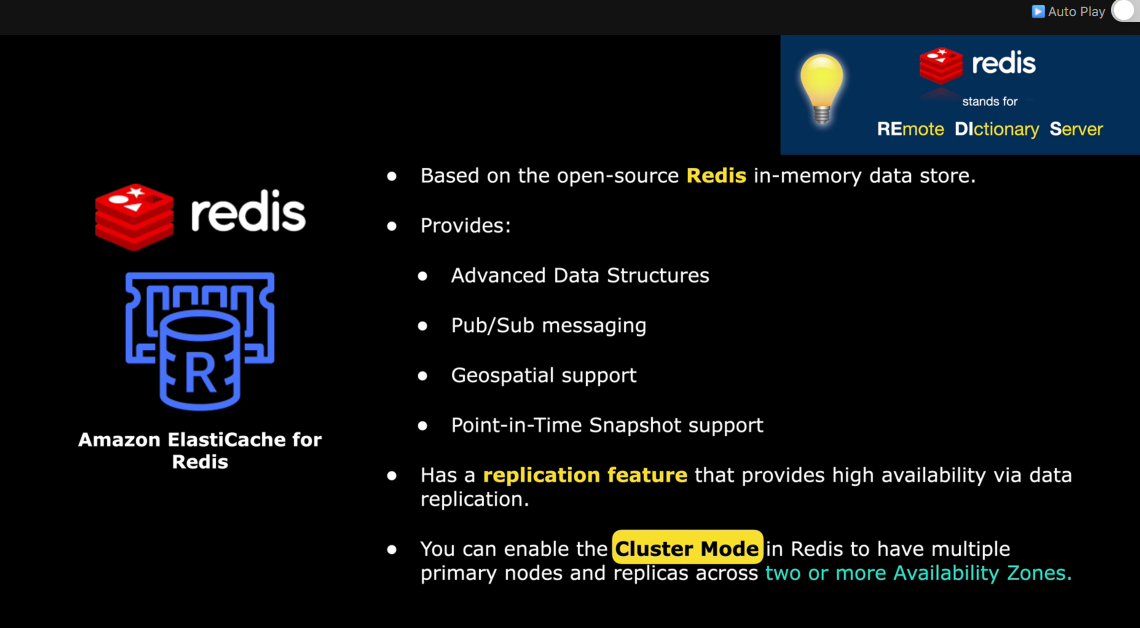 Auto Play
redis
stands for
REmote DIctionary Server
redis
R
Amazon ElastiCache for
Redis
● Based on the open-source Redis in-memory data store.
● Provides:
● Advanced Data Structures
● Pub/Sub messaging
● Geospatial support
● Point-in-Time Snapshot support
● Has a replication feature that provides high availability via data
replication.
● You can enable the Cluster Mode in Redis to have multiple
primary nodes and replicas across two or more Availability Zones.